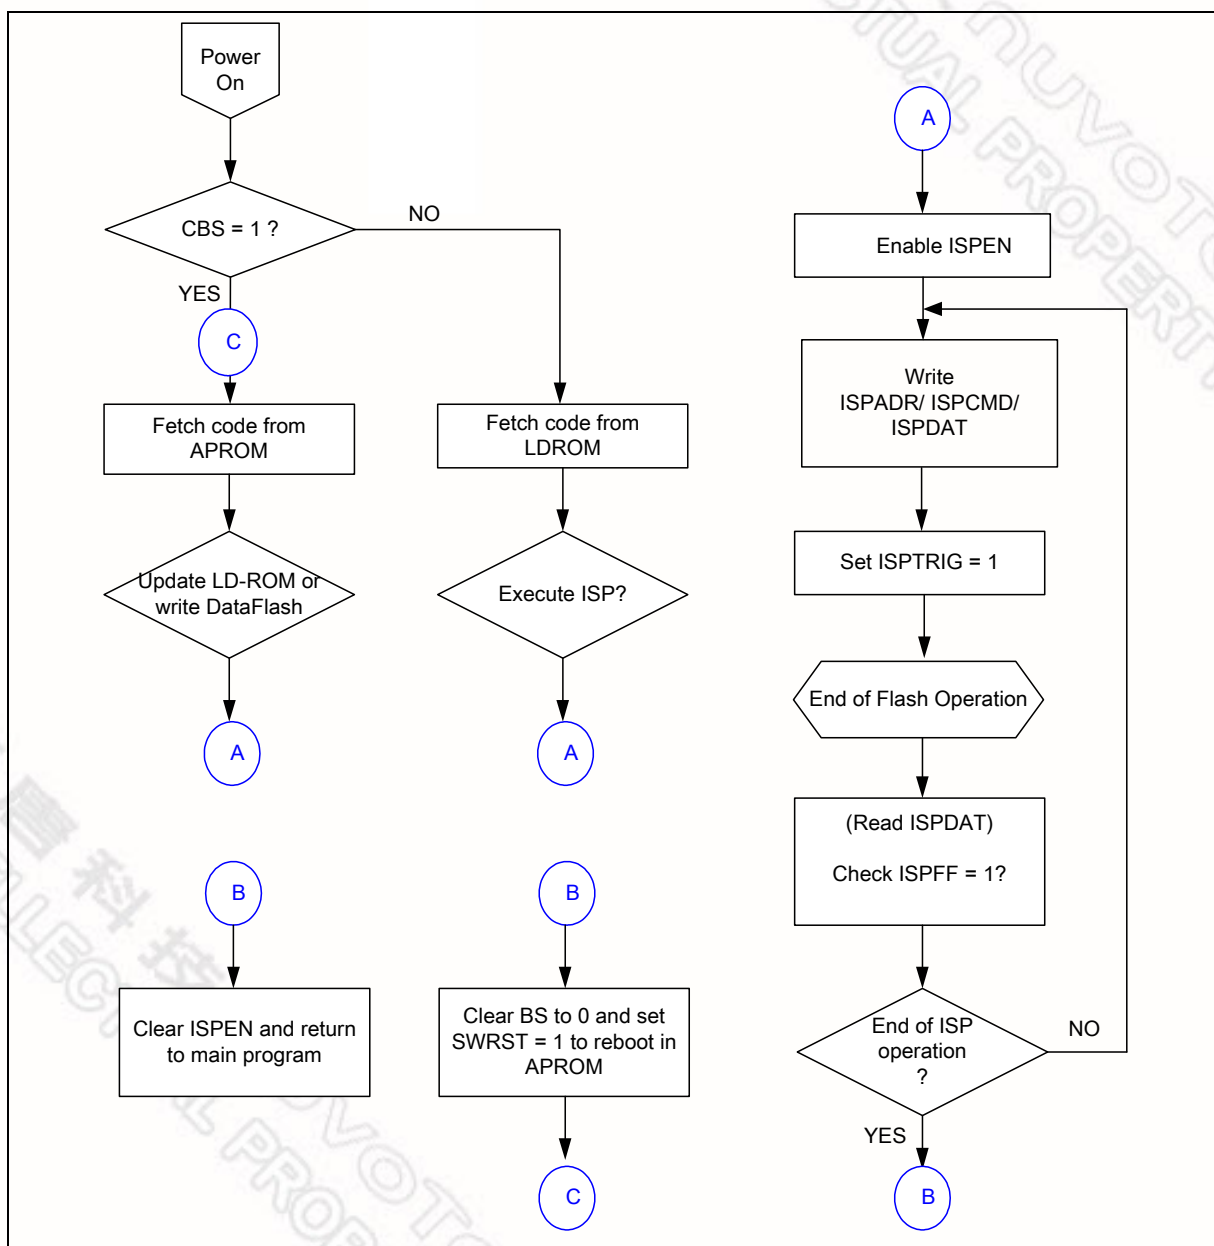 Power
On
CBS = 1 ?
NO
YES
C
Fetch code from
APROM
Fetch code from
LDROM
Update LD-ROM or
write DataFlash
Execute ISP?
A
A
B
B
Clear ISPEN and return
to main program
Clear BS to 0 and set
SWRST = 1 to reboot in
APROM
C
A
Enable ISPEN
Write
ISPADR/ ISPCMD/
ISPDAT
Set ISPTRIG = 1
End of Flash Operation
(Read ISPDAT)
Check ISPFF = 1?
End of ISP
operation
?
NO
YES
B